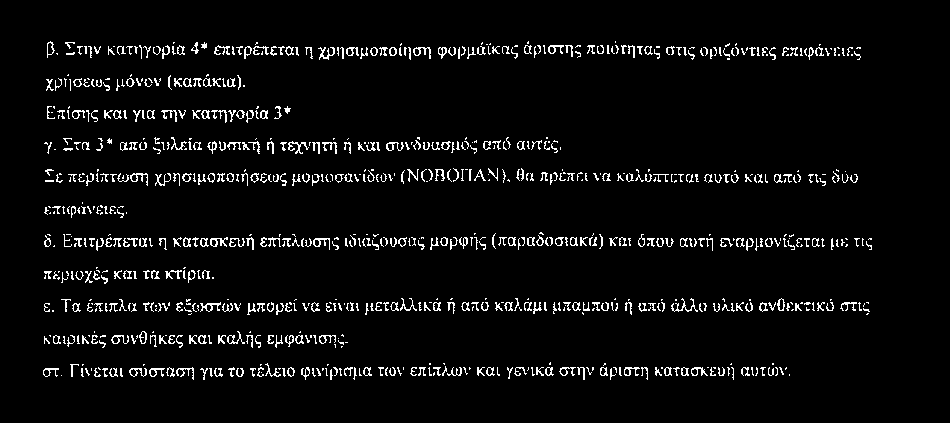 β. Στην κατηγορία 4* επιτρέπεται η χρησιμοποίηση φορμάϊκας άριστης ποιότητας στις οριζόντιες επιφάνειες
χρήσεως μόνον (καπάκια).
Επίσης και για την κατηγορία 3*
γ. Στα 3* από ξυλεία φυσική ή τεχνητή ή και συνδυασμός από αυτές.
Σε περίπτωση χρησιμοποιήσεως μοριοσανίδων (ΝΟΒΟΠΑΝ), θα πρέπει να καλύπτεται αυτό και από τις δύο
επιφάνειες.
δ. Επιτρέπεται η κατασκευή επίπλωσης ιδιάζουσας μορφής (παραδοσιακά) και όπου αυτή εναρμονίζεται με τις
περιοχές και τα κτίρια.
ε. Τα έπιπλα των εξωστών μπορεί να είναι μεταλλικά ή από καλάμι μπαμπού ή από άλλο υλικό ανθεκτικό στις
καιρικές συνθήκες και καλής εμφάνισης.
στ. Γίνεται σύσταση για το τέλειο φινίρισμα των επίπλων και γενικά στην άριστη κατασκευή αυτών.